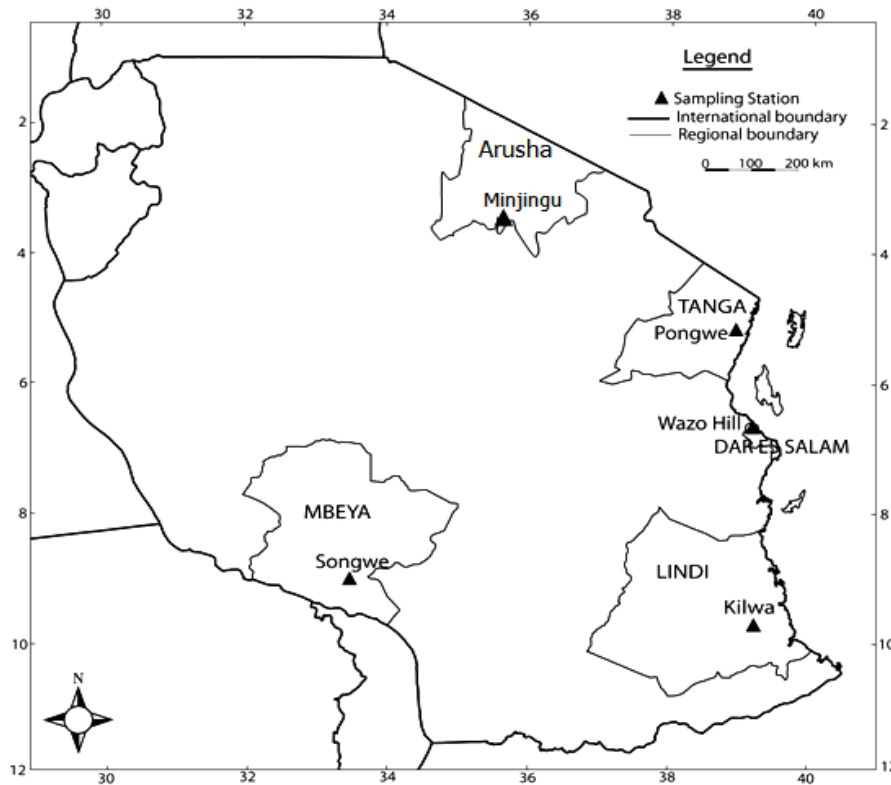 30 32 34 36 38 40
Legend
Sampling Station
International boundary
Regional boundary
0 100 200 km
2 2
Arusha
Minjingu
4 4
TANGA
Pongwe
6 6
Wazo Hill
DAR ES SALAM
MBEYA
8 8
Songwe
LINDI
Kilwa
10 10
N
12 12
30 32 34 36 38 40